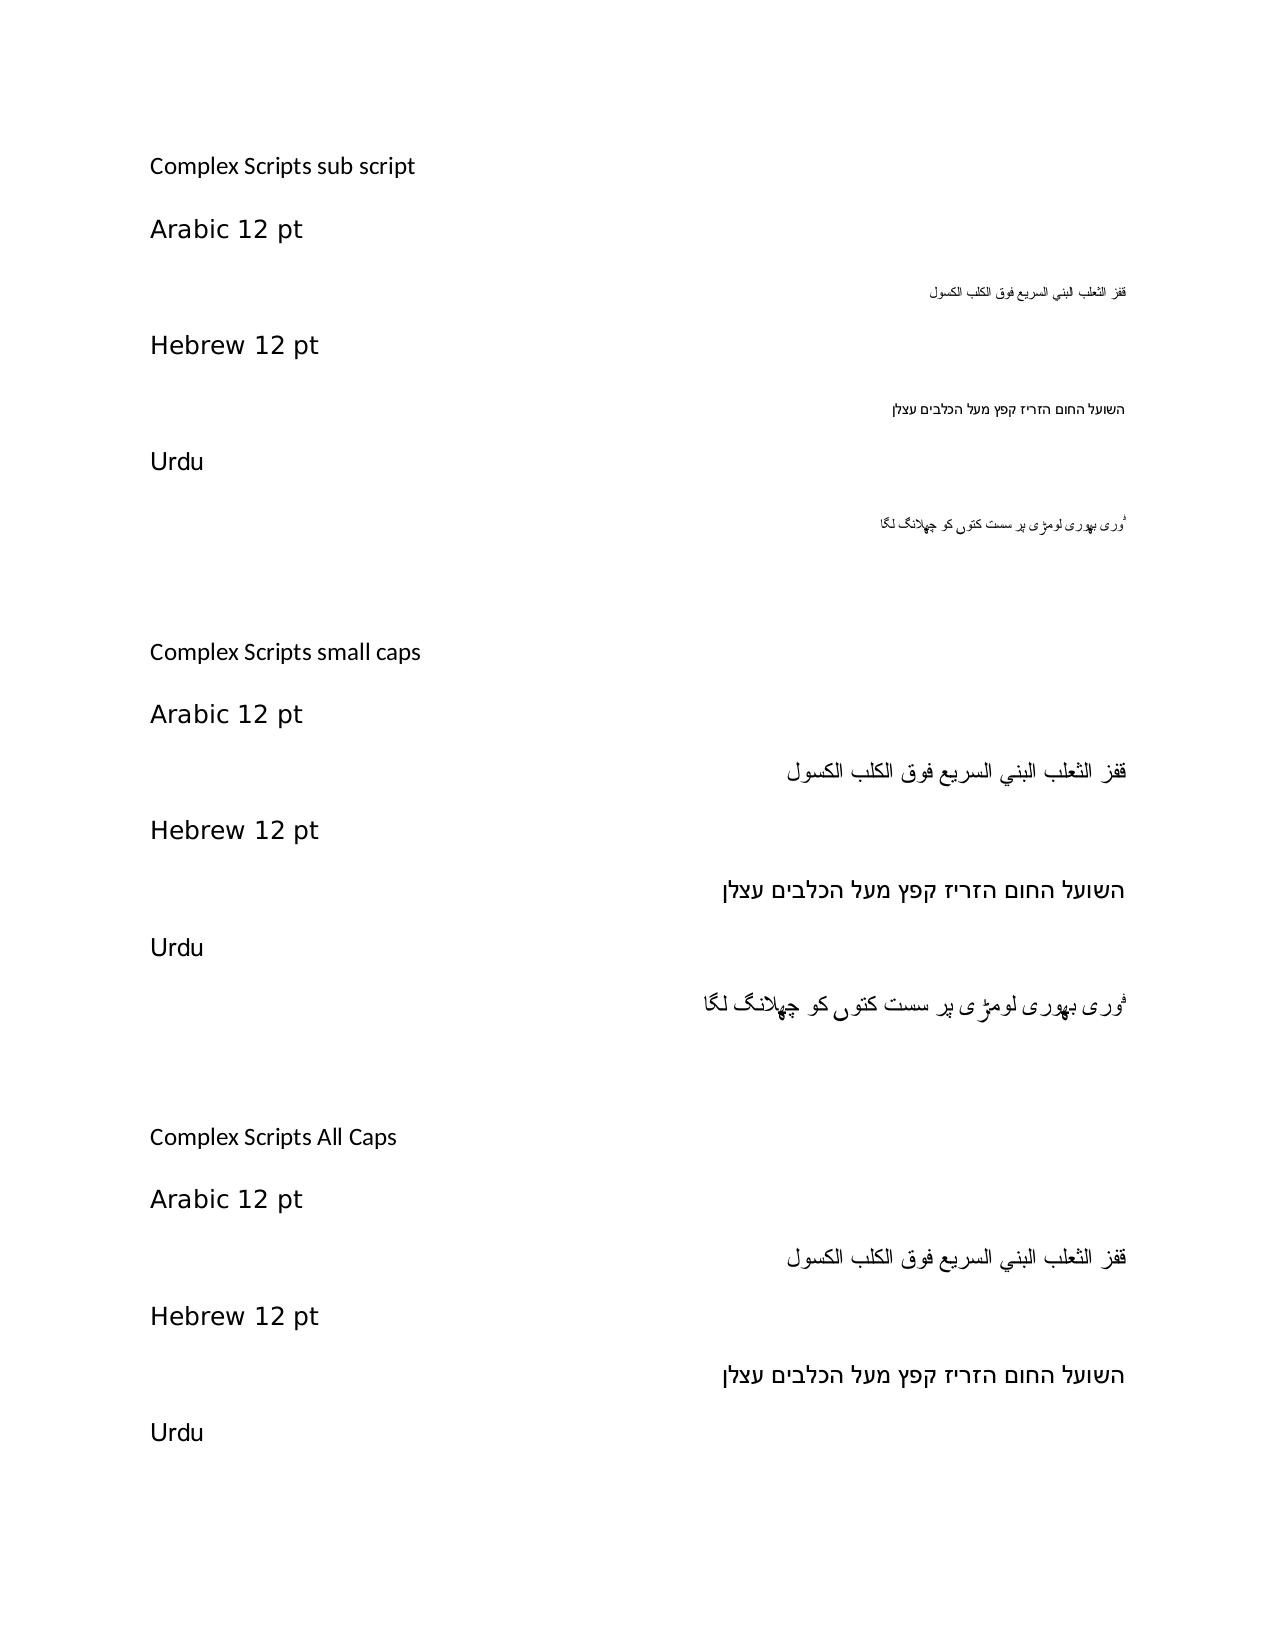 Complex Scripts sub script
Arabic 12 pt
قفز الثعلب البني السريع فوق الكلب الكسول
Hebrew 12 pt
השועל החום הזריז קפץ מעל הכלבים עצלן
Urdu
فوری بھوری لومڑی پر سست کتوں کو چھلانگ لگا
Complex Scripts small caps
Arabic 12 pt
قفز الثعلب البني السريع فوق الكلب الكسول
Hebrew 12 pt
השועל החום הזריז קפץ מעל הכלבים עצלן
Urdu
فوری بھوری لومڑی پر سست کتوں کو چھلانگ لگا
Complex Scripts All Caps
Arabic 12 pt
قفز الثعلب البني السريع فوق الكلب الكسول
Hebrew 12 pt
השועל החום הזריז קפץ מעל הכלבים עצלן
Urdu